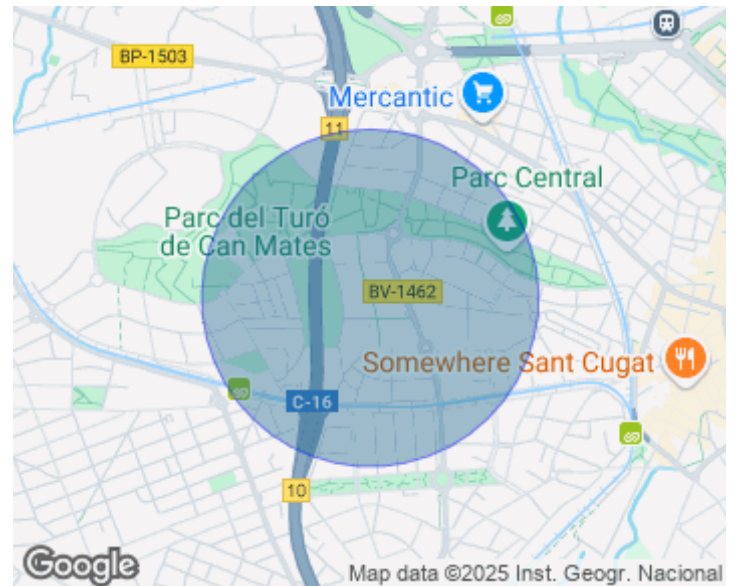 BP-1503
Mercantic
11
Parc Central
Parc del Turó
de Can Mates
BV-1462
Somewhere Sant Cugat
C-16
10
Google
Map data ©2025 Inst. Geogr. Nacional